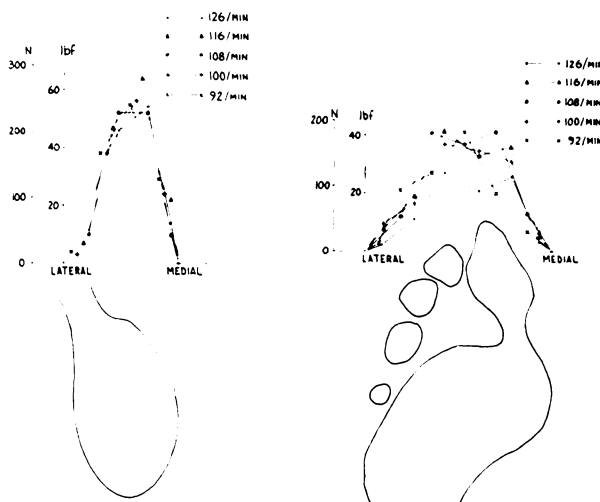 126/MIN
116/MIN
108/MIN
100/MIN
92/MIN
N lbf
300
60
200
40
100
20
0
LATERAL MEDIAL
126/MIN
116/MIN
108/MIN
100/MIN
92/MIN
N lbf
200
40
100
20
0
LATERAL MEDIAL